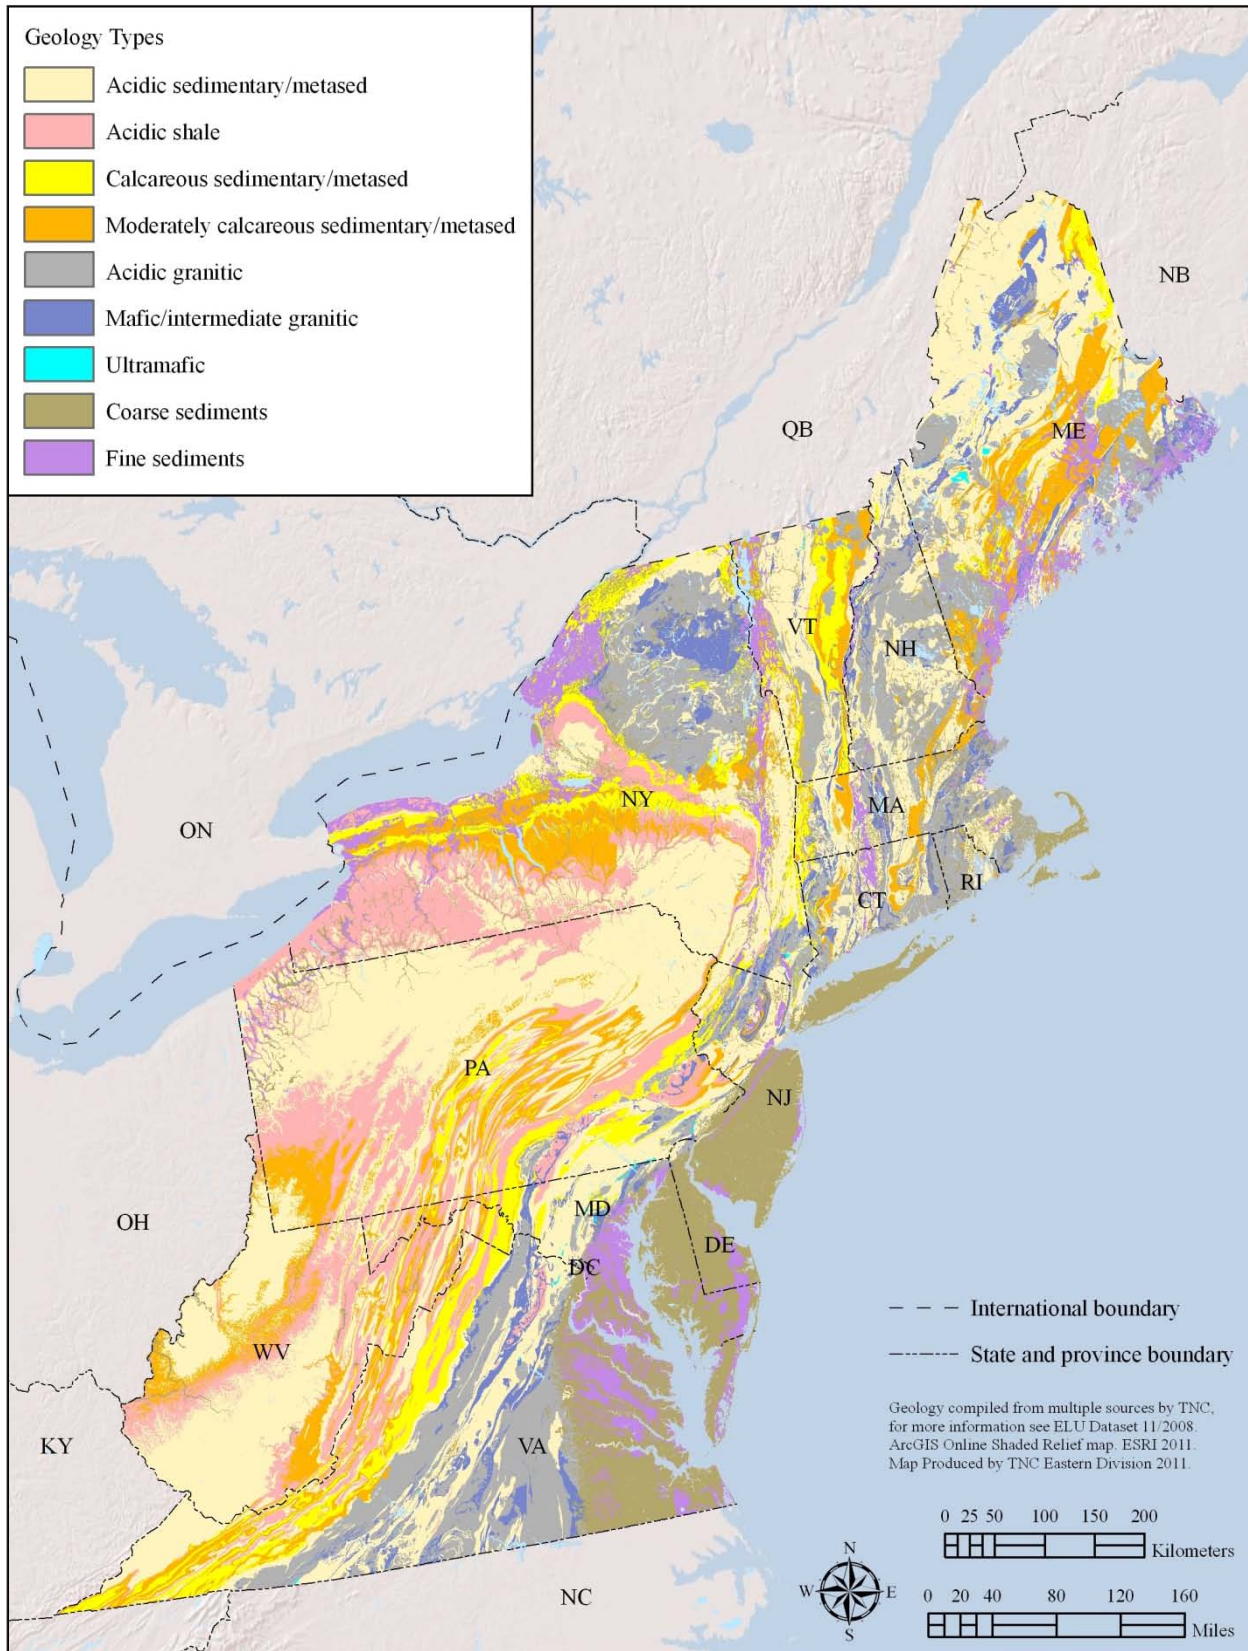 Geology Types
Acidic sedimentary/metased
Acidic shale
Calcareous sedimentary/metased
Moderately calcareous sedimentary/metased
Acidic granitic
Mafic/intermediate granitic
Ultramafic
Coarse sediments
Fine sediments
NB
QB
ME
VT
NH
NY
MA
ON
RI
CT
PA
NJ
OH
MD
DE
DC
WV
VA
KY
NC
International boundary
State and province boundary
Geology compiled from multiple sources by TNC,
for more information see ELU Dataset 11/2008.
ArcGIS Online Shaded Relief map. ESRI 2011.
Map Produced by TNC Eastern Division 2011.
0 25 50 100 150 200
Kilometers
N
W E
S
0 20 40 80 120 160
Miles